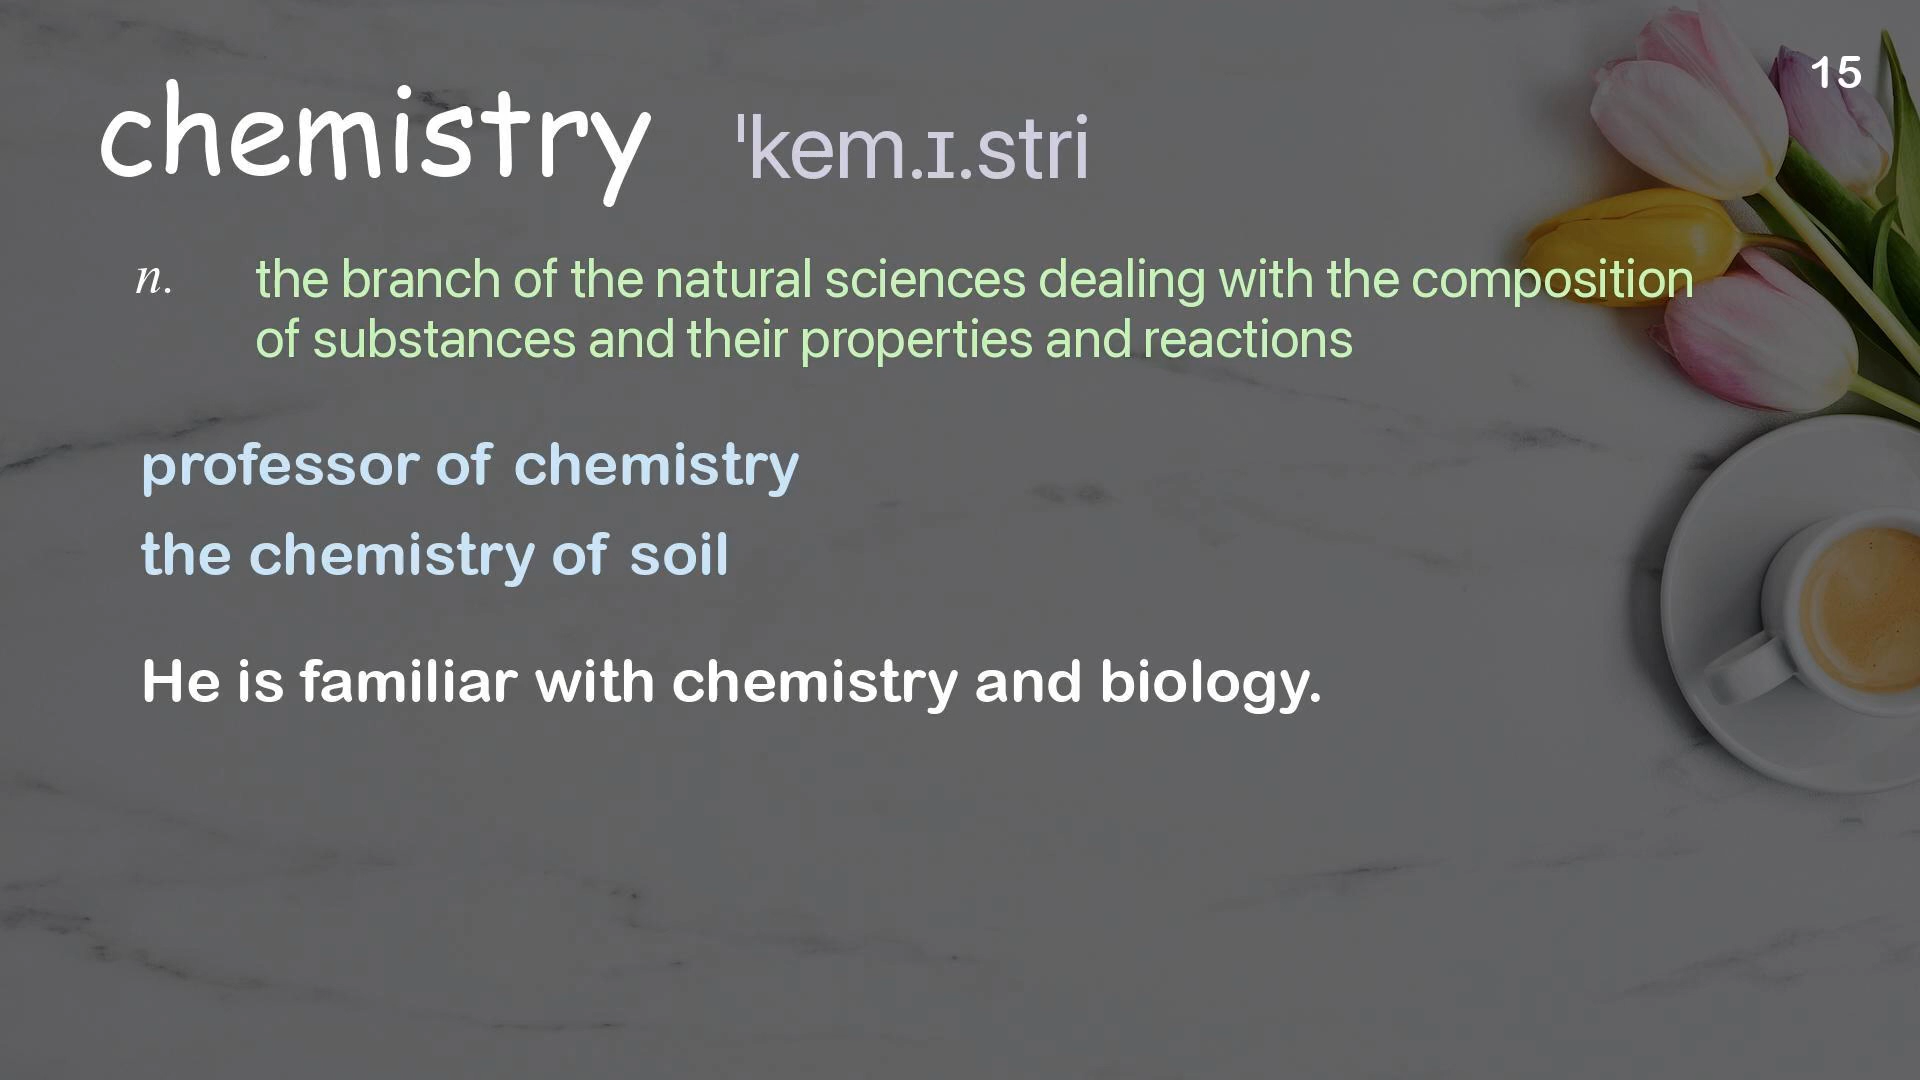 15
chemistry ˈkem.ɪ.stri
n. the branch of the natural sciences dealing with the composition
of substances and their properties and reactions
professor of chemistry
the chemistry of soil
He is familiar with chemistry and biology.